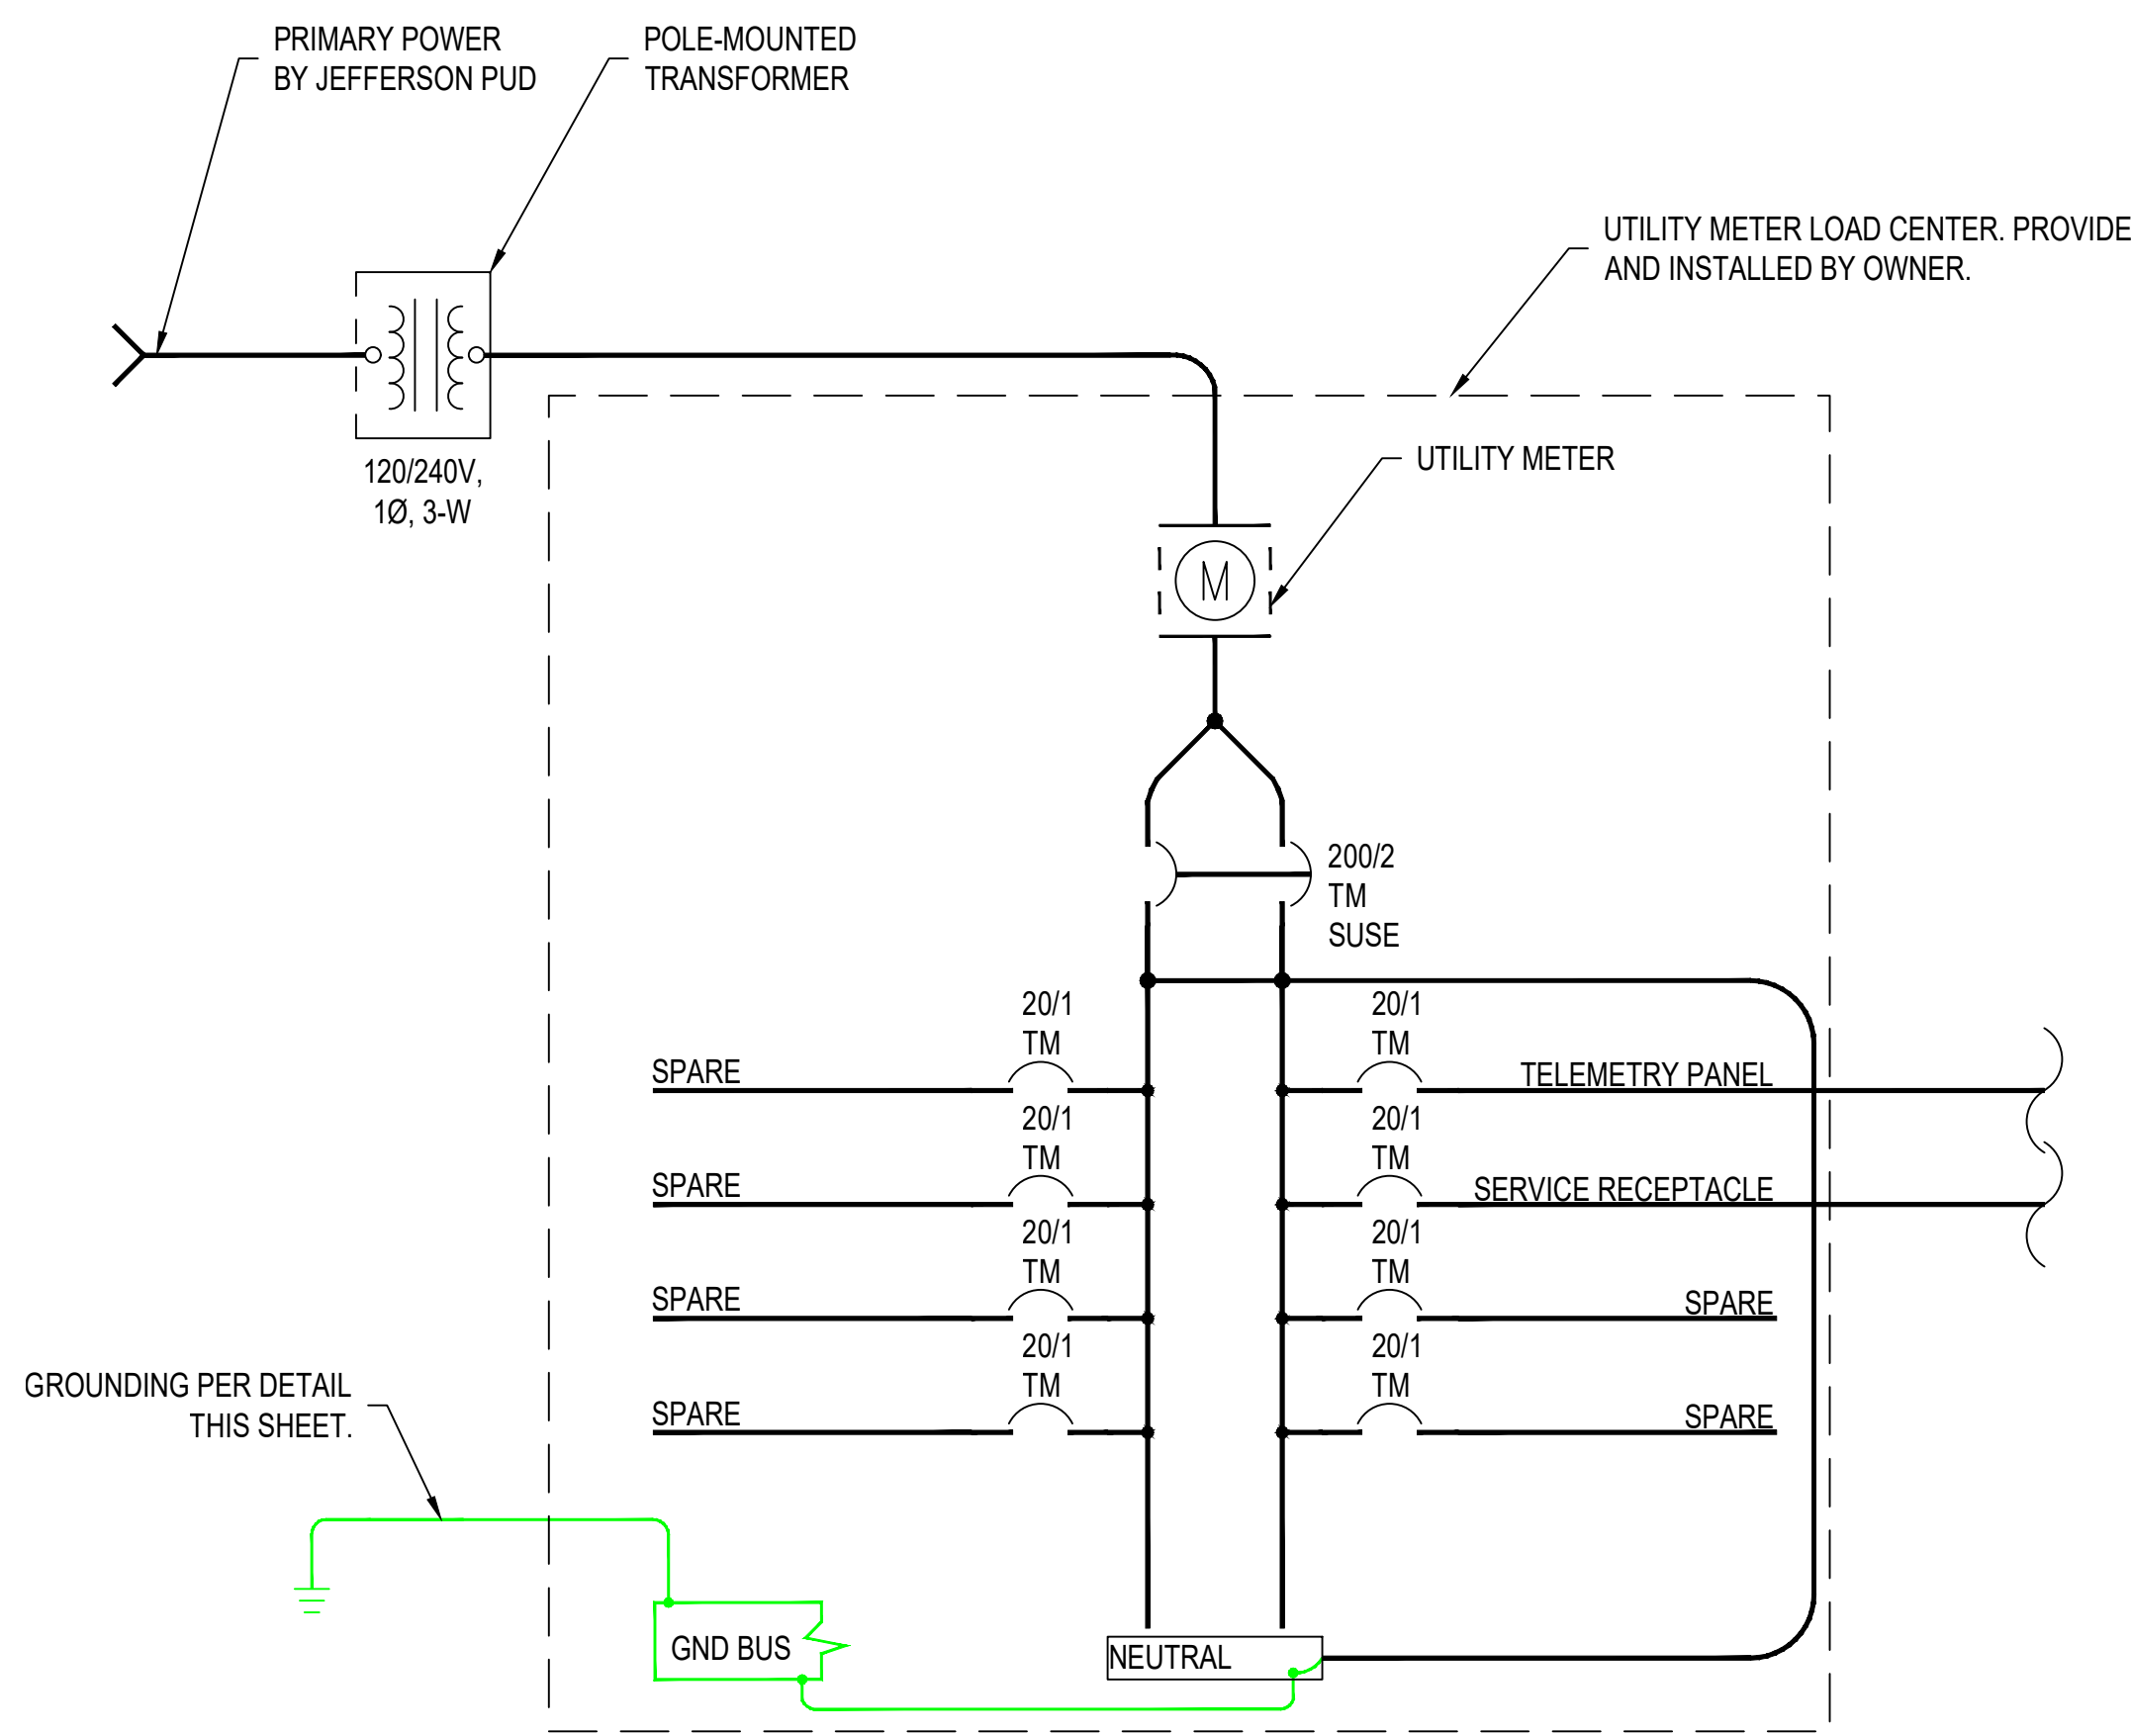 PRIMARY POWER
BY JEFFERSON PUD
POLE-MOUNTED
TRANSFORMER
UTILITY METER LOAD CENTER. PROVIDE
AND INSTALLED BY OWNER.
120/240V,
1Ø, 3-W
UTILITY METER
M
200/2
TM
SUSE
20/1
TM
SPARE
20/1
TM
TELEMETRY PANEL
20/1
TM
SPARE
20/1
TM
SERVICE RECEPTACLE
20/1
TM
SPARE
20/1
TM
SPARE
20/1
TM
SPARE
20/1
TM
SPARE
GROUNDING PER DETAIL
THIS SHEET.
GND BUS
NEUTRAL